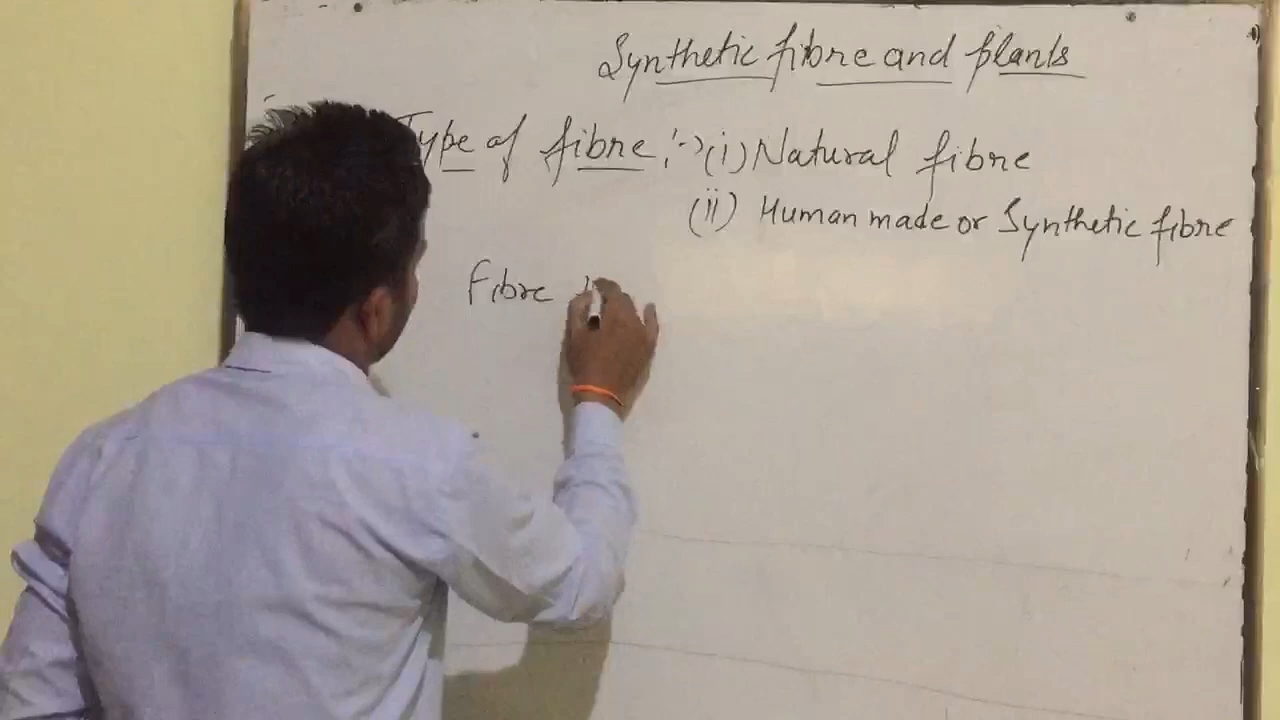 Synthetic fibre and plants
Type of fibre :-> (i) Natural fibre
(ii) Human made or Synthetic fibre
Fibre